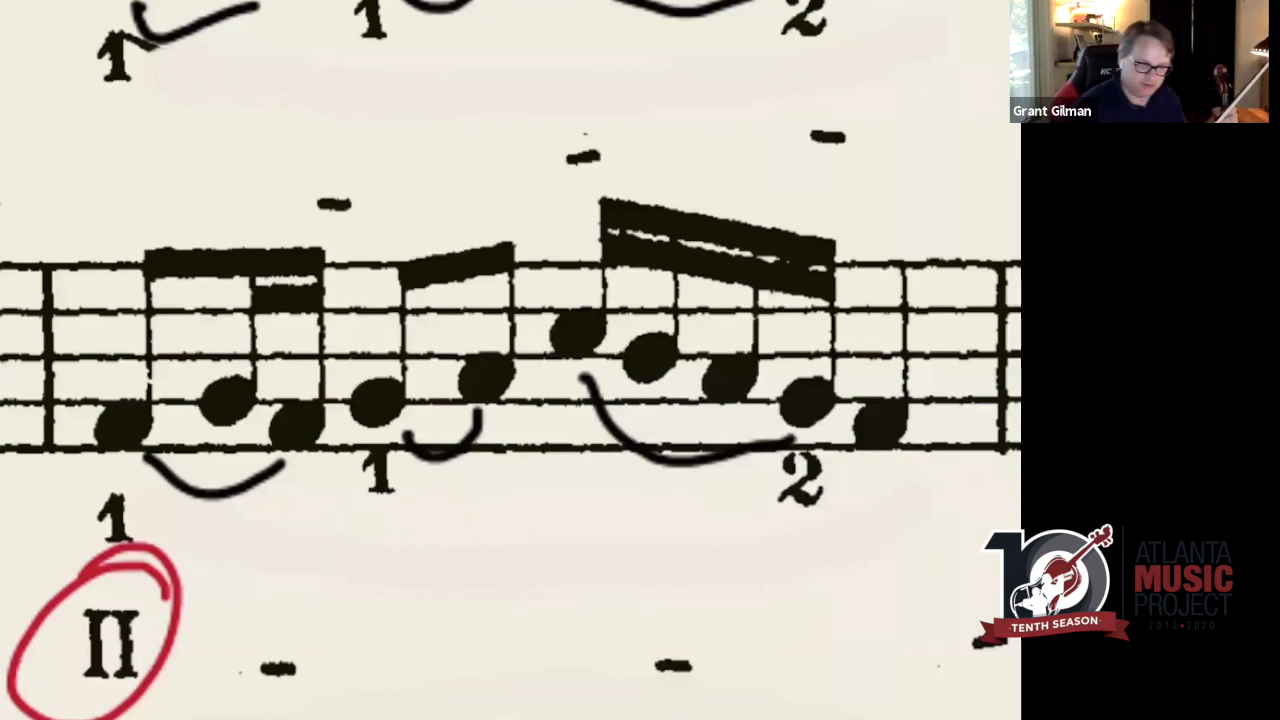 1 1 2
Grant Gilman
1 2
1
II
10
TENTH SEASON
ATLANTA
MUSIC
PROJECT
2010•2020